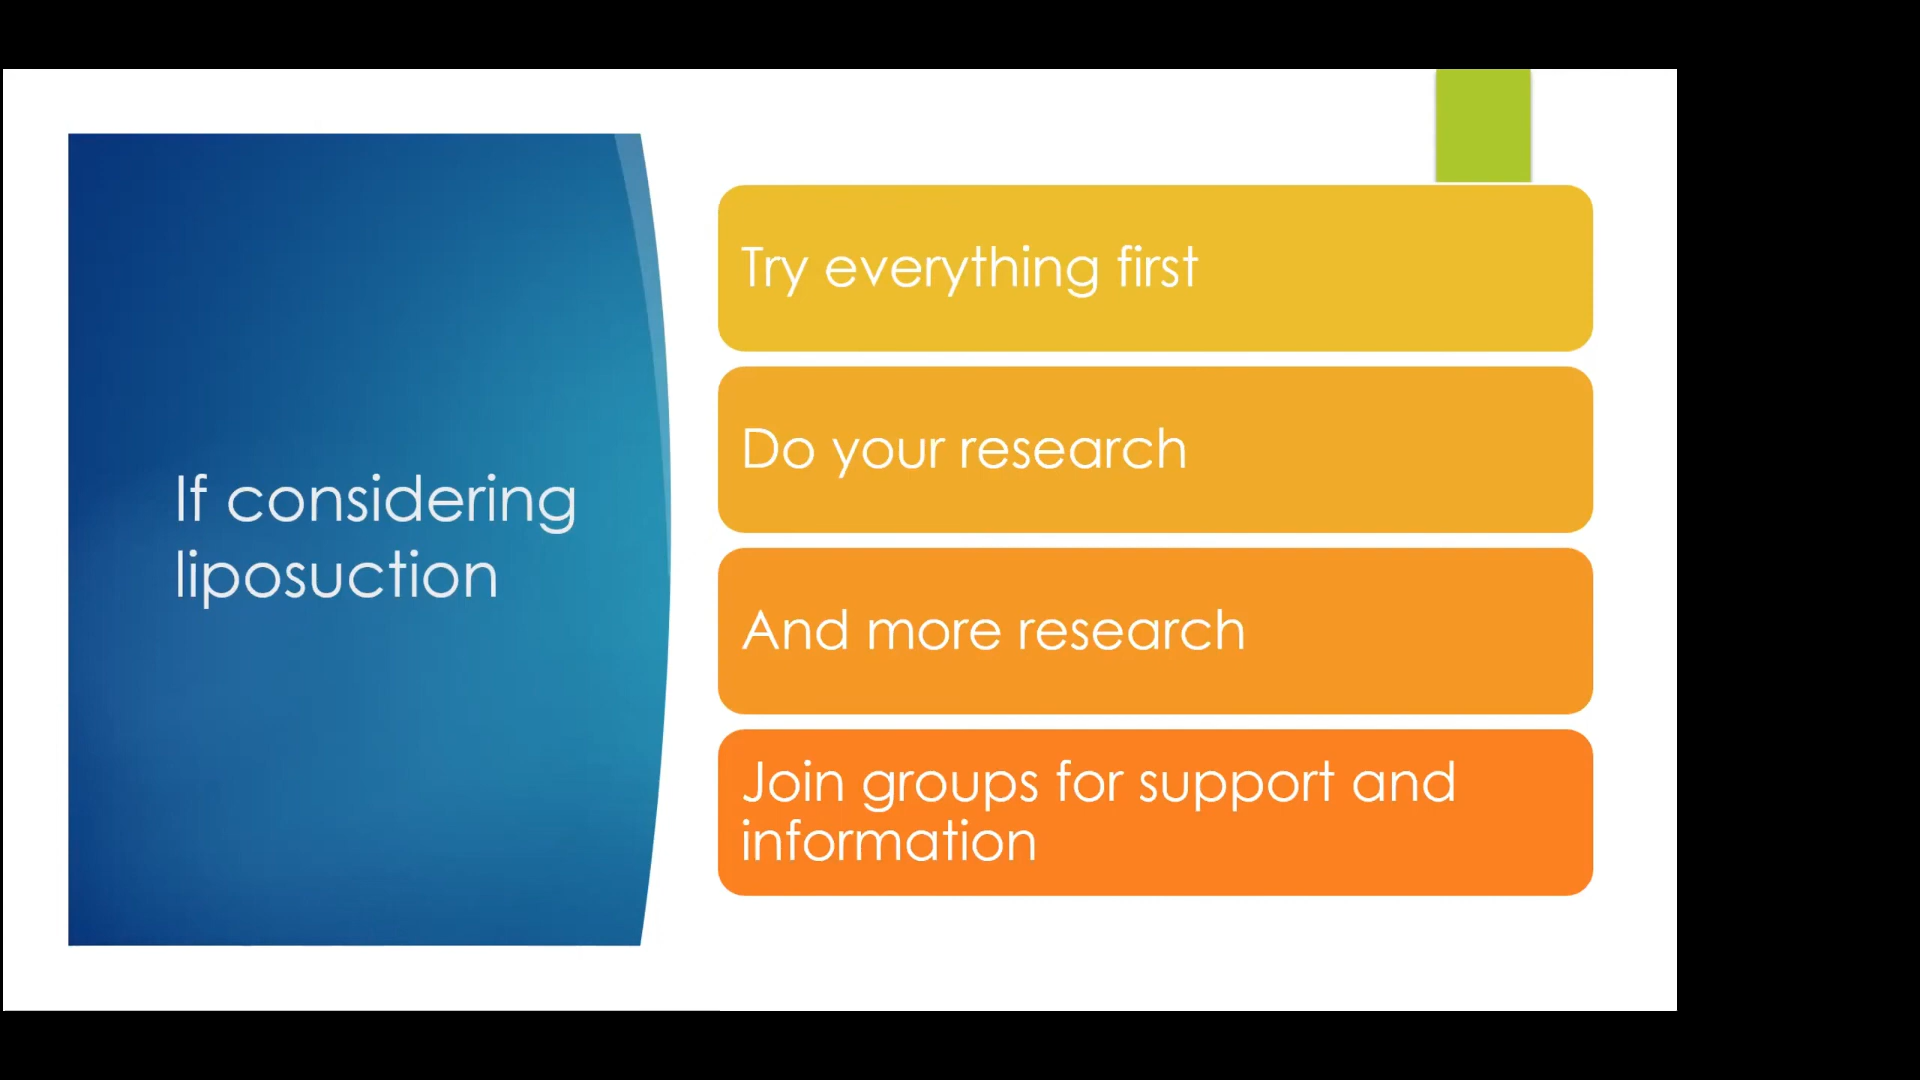 If considering
liposuction
Try everything first
Do your research
And more research
Join groups for support and
information